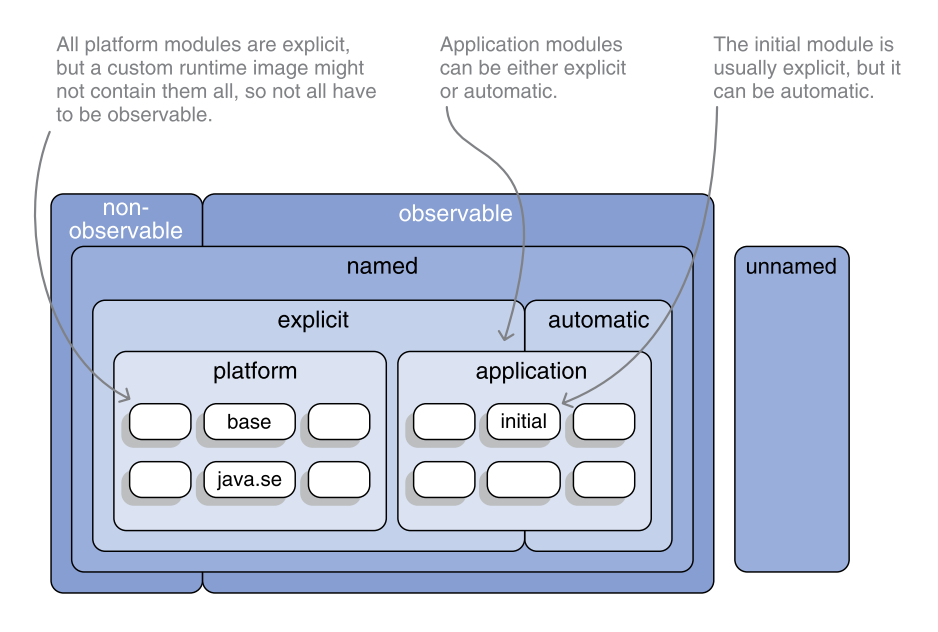 All platform modules are explicit,
but a custom runtime image might
not contain them all, so not all have
to be observable.
Application modules
can be either explicit
or automatic.
The initial module is
usually explicit, but it
can be automatic.
non-
observable
observable
named
unnamed
explicit
automatic
platform
application
base
initial
java.se